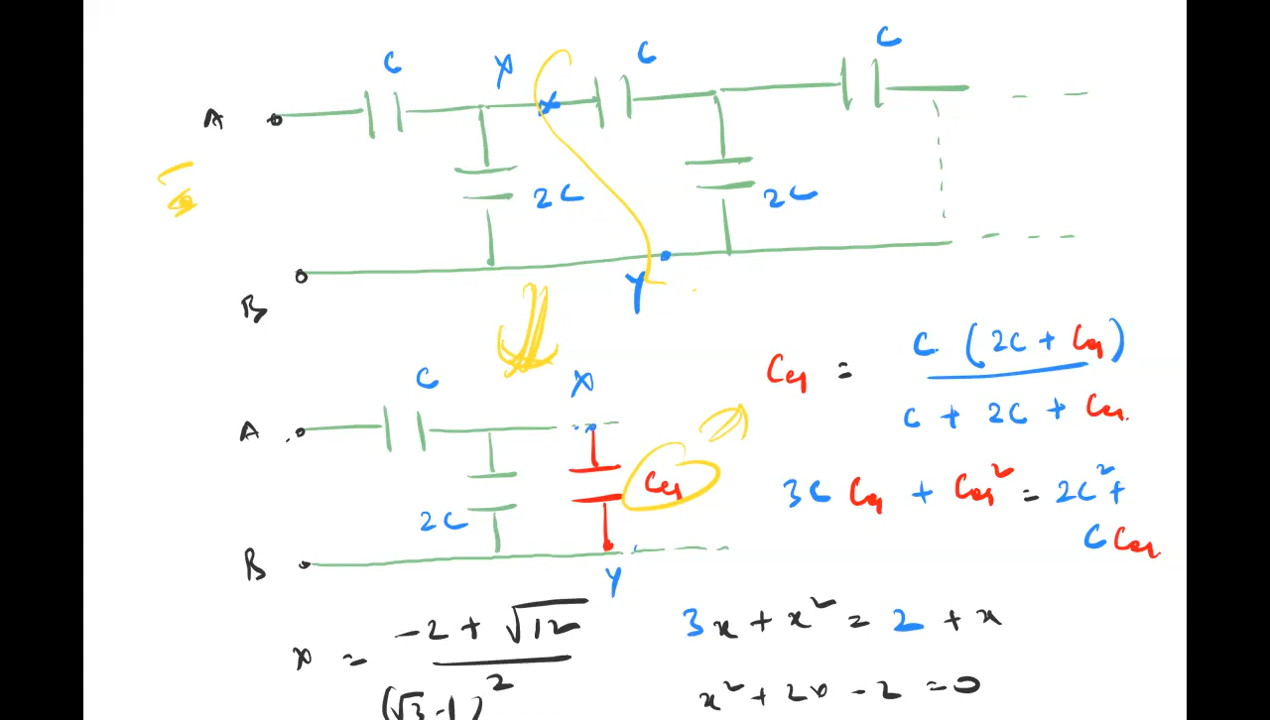 C
X
C
C
A
2C
2C
B
Y
C (2C + Ceq)
Ceq =
C + 2C + Ceq
C
X
A
Ceq
3C Ceq + Ceq² = 2C² +
2C
C Ceq
B
Y
-2 + √12
3x + x² = 2 + x
x =
2
(√3-1)
x² + 2x - 2 = 0